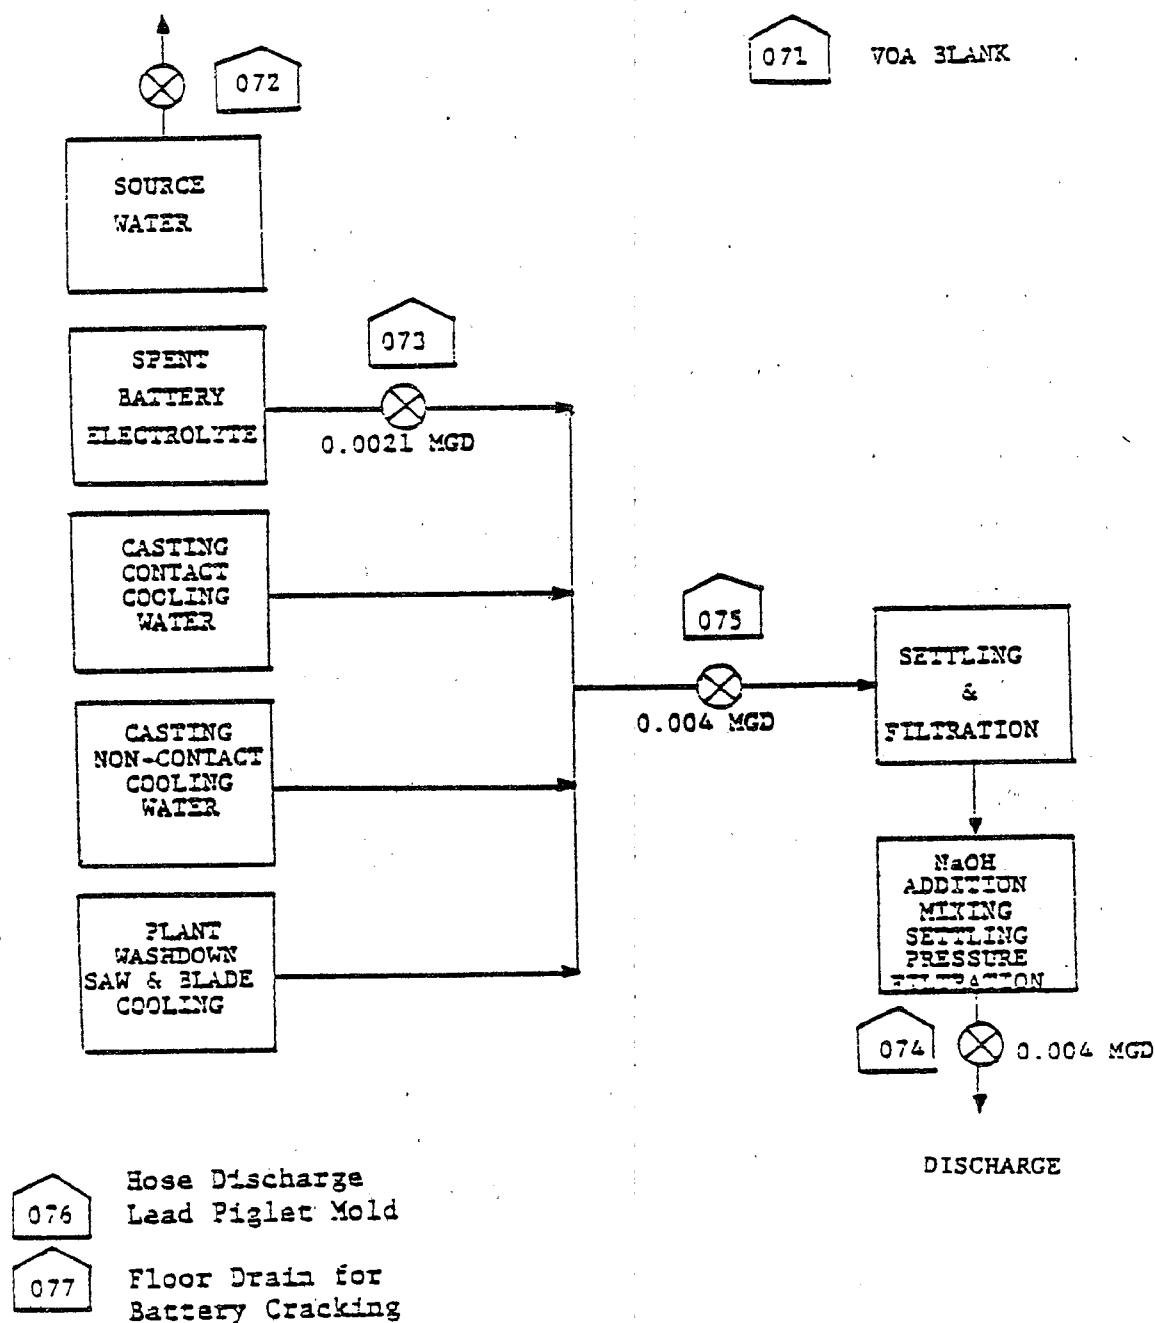 072
071 VOA BLANK
SOURCE
WATER
073
SPENT
BATTERY
ELECTROLYTE
0.0021 MGD
CASTING
CONTACT
COOLING
WATER
075
0.004 MGD
SETTLING
&
FILTRATION
CASTING
NON-CONTACT
COOLING
WATER
NaOH
ADDITION
MIXING
SETTLING
PRESSURE
FILTRATION
PLANT
WASHDOWN
SAW & BLADE
COOLING
074
0.004 MGD
DISCHARGE
076
Hose Discharge
Lead Piglet Mold
077
Floor Drain for
Battery Cracking